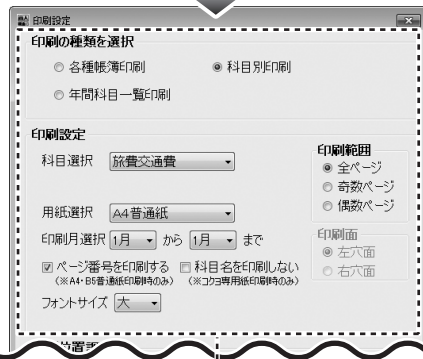 印刷設定
印刷の種類を選択
各種帳簿印刷 科目別印刷
年間科目一覧印刷
印刷設定
科目選択 旅費交通費
用紙選択 A4普通紙
印刷月選択 1月 から 1月 まで
ページ番号を印刷する 科目名を印刷しない
(※A4・B5普通紙印刷時のみ) (※コクヨ専用紙印刷時のみ)
フォントサイズ 大
印刷範囲
全ページ
奇数ページ
偶数ページ
印刷面
左穴面
右穴面